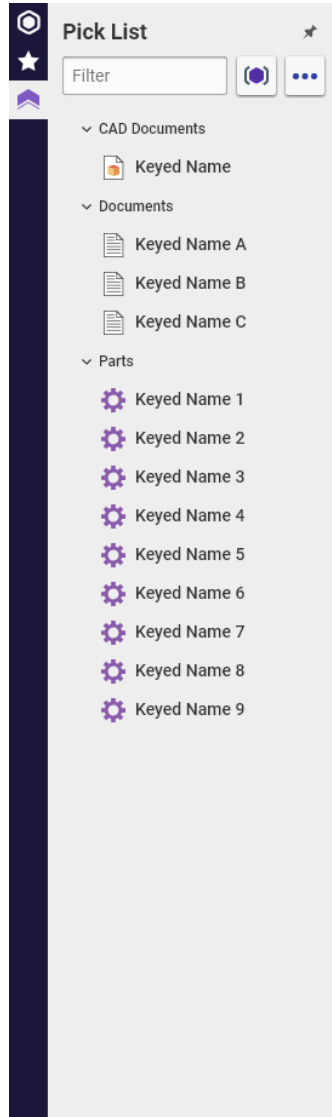 Pick List
Filter
CAD Documents
Keyed Name
Documents
Keyed Name A
Keyed Name B
Keyed Name C
Parts
Keyed Name 1
Keyed Name 2
Keyed Name 3
Keyed Name 4
Keyed Name 5
Keyed Name 6
Keyed Name 7
Keyed Name 8
Keyed Name 9